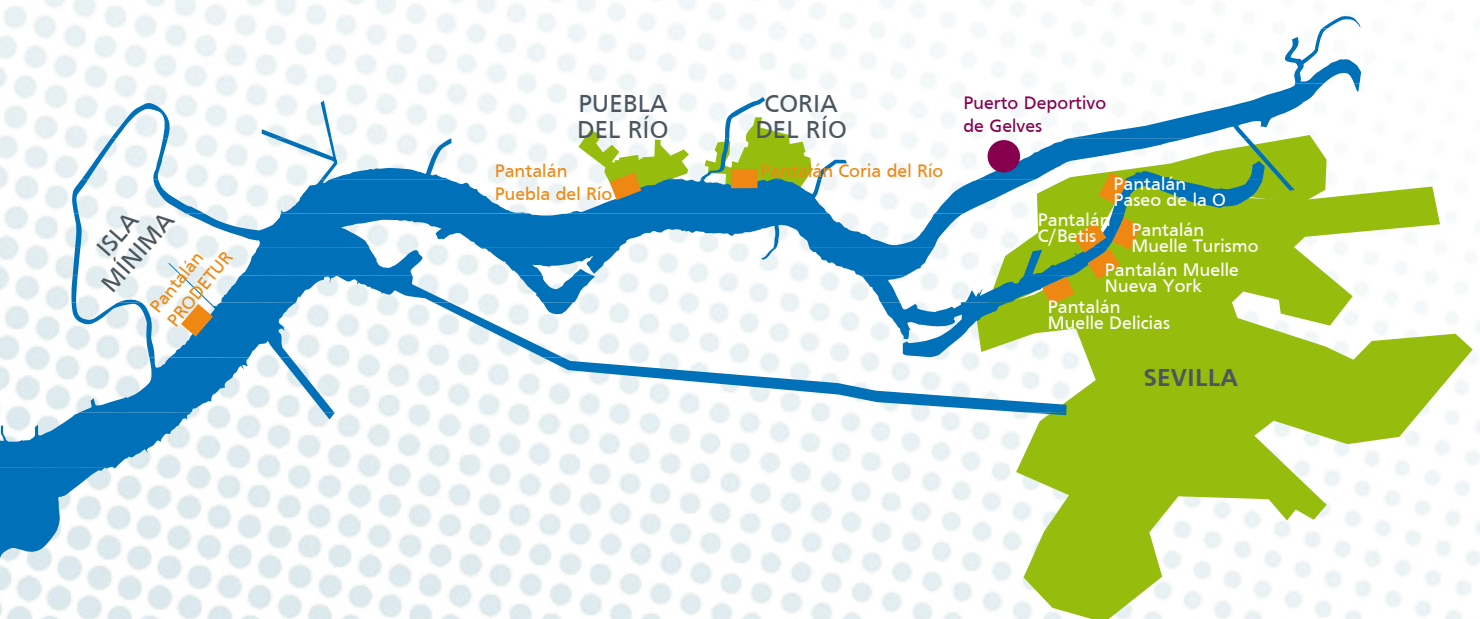 PUEBLA
DEL RÍO
CORIA
DEL RÍO
Puerto Deportivo
de Gelves
Pantalán
Puebla del Río
Pantalán Coria del Río
Pantalán
Paseo de la O
Pantalán
C/Betis
Pantalán
Muelle Turismo
Pantalán Muelle
Nueva York
Pantalán
Muelle Delicias
ISLA
MÍNIMA
Pantalán
PRODETUR
SEVILLA